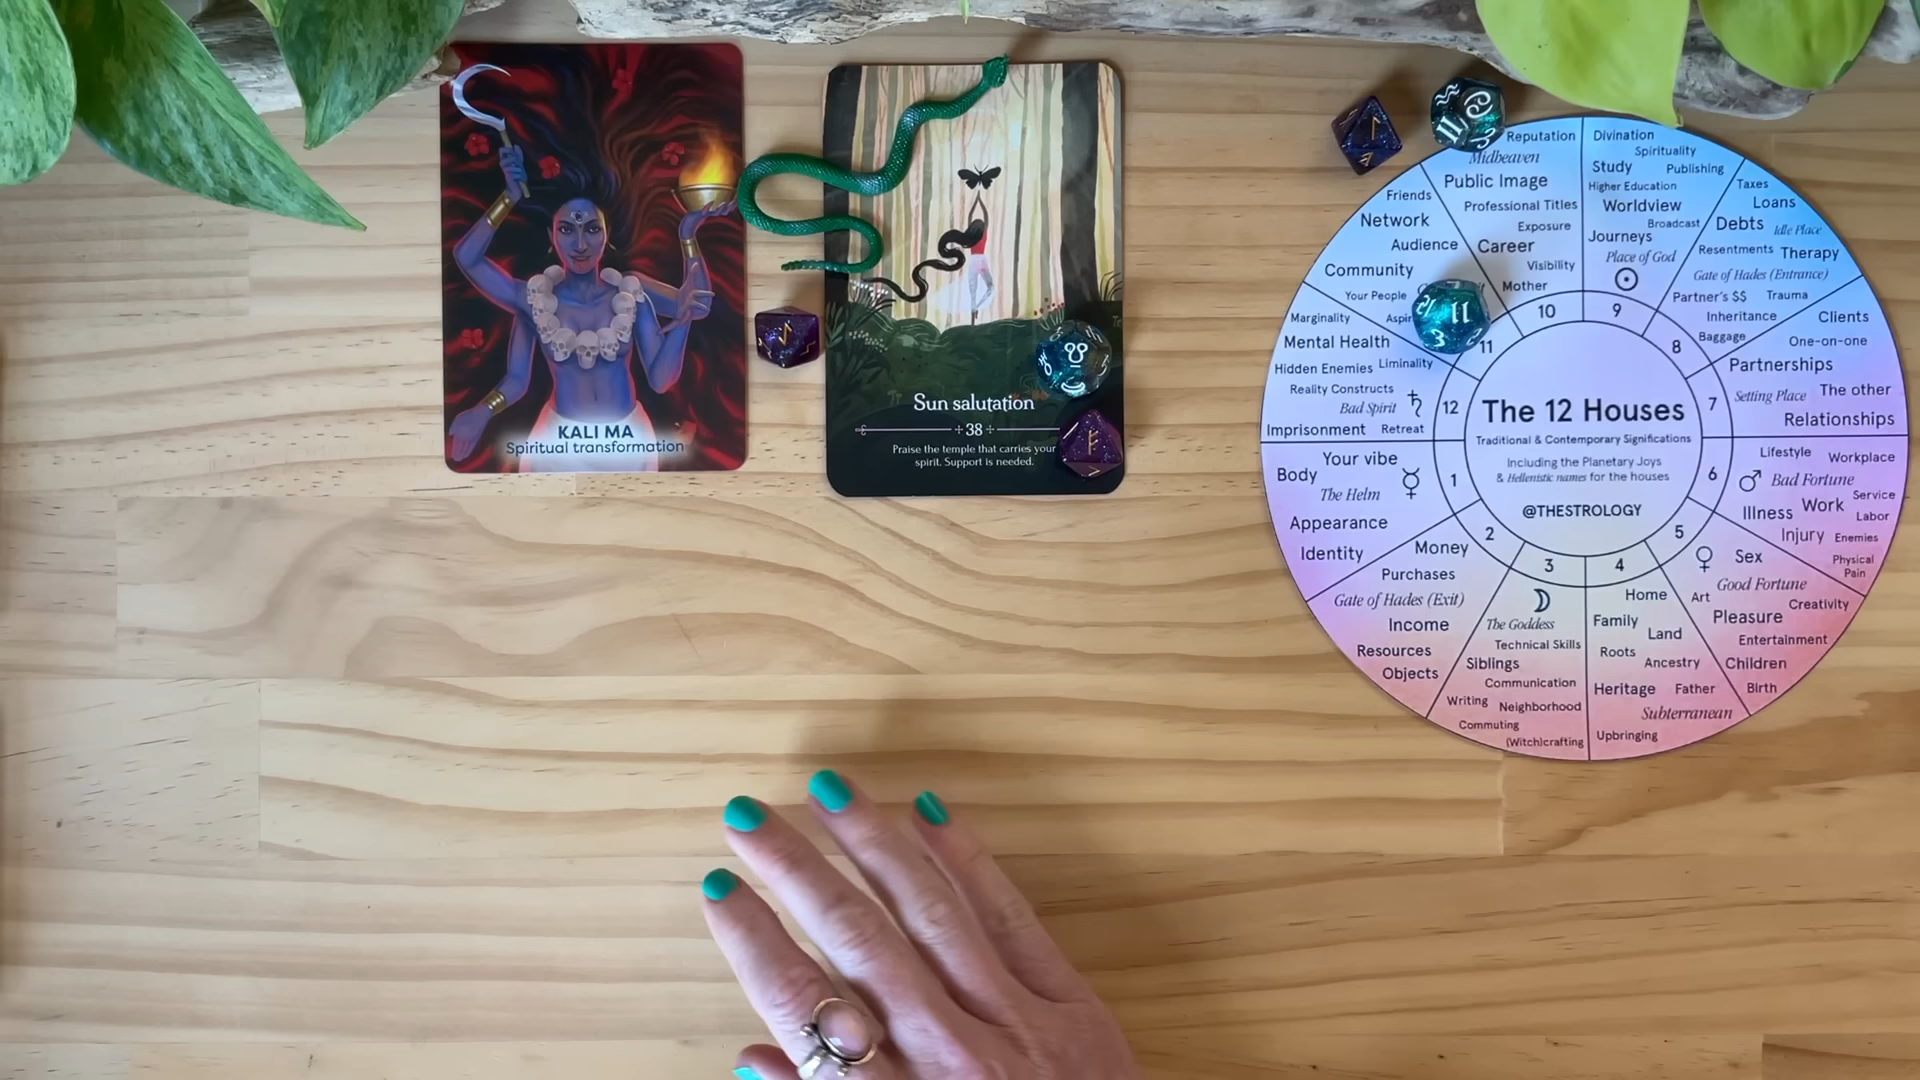 KALI MA
Spiritual transformation
Sun salutation
38
Praise the temple that carries your
spirit. Support is needed.
The 12 Houses
Traditional & Contemporary Significations
Including the Planetary Joys
& Hellenistic names for the houses
@THESTROLOGY
1
Your vibe
Body
The Helm
Appearance
Identity
2
Money
Purchases
Gate of Hades (Exit)
Income
Resources
Objects
3
The Goddess
Technical Skills
Siblings
Communication
Writing
Neighborhood
Commuting
(Witch)crafting
4
Home
Family
Land
Roots
Ancestry
Heritage
Father
Subterranean
Upbringing
5
Sex
Good Fortune
Art
Creativity
Pleasure
Entertainment
Children
Birth
6
Lifestyle
Workplace
Bad Fortune
Service
Work
Illness
Labor
Injury
Enemies
Physical
Pain
7
Clients
One-on-one
Partnerships
The other
Setting Place
Relationships
8
Taxes
Loans
Debts
Idle Place
Resentments
Therapy
Gate of Hades (Entrance)
Partner's $$
Trauma
Inheritance
Baggage
9
Divination
Spirituality
Study
Publishing
Higher Education
Worldview
Broadcast
Journeys
Place of God
10
Reputation
Midheaven
Public Image
Professional Titles
Exposure
Career
Visibility
Mother
11
Friends
Network
Audience
Community
Your People
Aspir
12
Marginality
Mental Health
Hidden Enemies
Liminality
Reality Constructs
Bad Spirit
Imprisonment
Retreat
11
12
3